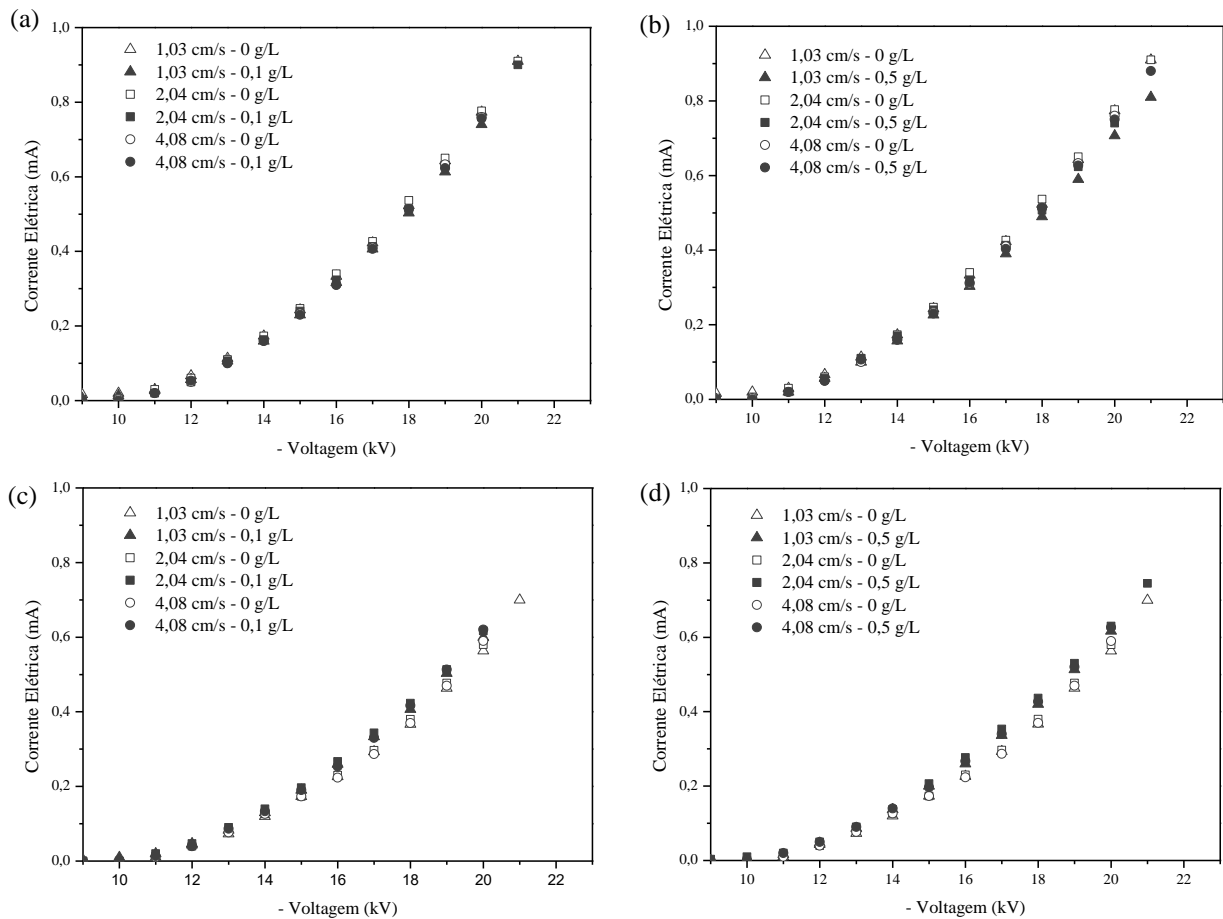 (a)
1,03 cm/s - 0 g/L
1,03 cm/s - 0,1 g/L
2,04 cm/s - 0 g/L
2,04 cm/s - 0,1 g/L
4,08 cm/s - 0 g/L
4,08 cm/s - 0,1 g/L
1,0
0,8
0,6
0,4
0,2
0,0
Corrente Elétrica (mA)
10 12 14 16 18 20 22
- Voltagem (kV)
(b)
1,03 cm/s - 0 g/L
1,03 cm/s - 0,5 g/L
2,04 cm/s - 0 g/L
2,04 cm/s - 0,5 g/L
4,08 cm/s - 0 g/L
4,08 cm/s - 0,5 g/L
1,0
0,8
0,6
0,4
0,2
0,0
Corrente Elétrica (mA)
10 12 14 16 18 20 22
- Voltagem (kV)
(c)
1,03 cm/s - 0 g/L
1,03 cm/s - 0,1 g/L
2,04 cm/s - 0 g/L
2,04 cm/s - 0,1 g/L
4,08 cm/s - 0 g/L
4,08 cm/s - 0,1 g/L
1,0
0,8
0,6
0,4
0,2
0,0
Corrente Elétrica (mA)
10 12 14 16 18 20 22
- Voltagem (kV)
(d)
1,03 cm/s - 0 g/L
1,03 cm/s - 0,5 g/L
2,04 cm/s - 0 g/L
2,04 cm/s - 0,5 g/L
4,08 cm/s - 0 g/L
4,08 cm/s - 0,5 g/L
1,0
0,8
0,6
0,4
0,2
0,0
Corrente Elétrica (mA)
10 12 14 16 18 20 22
- Voltagem (kV)